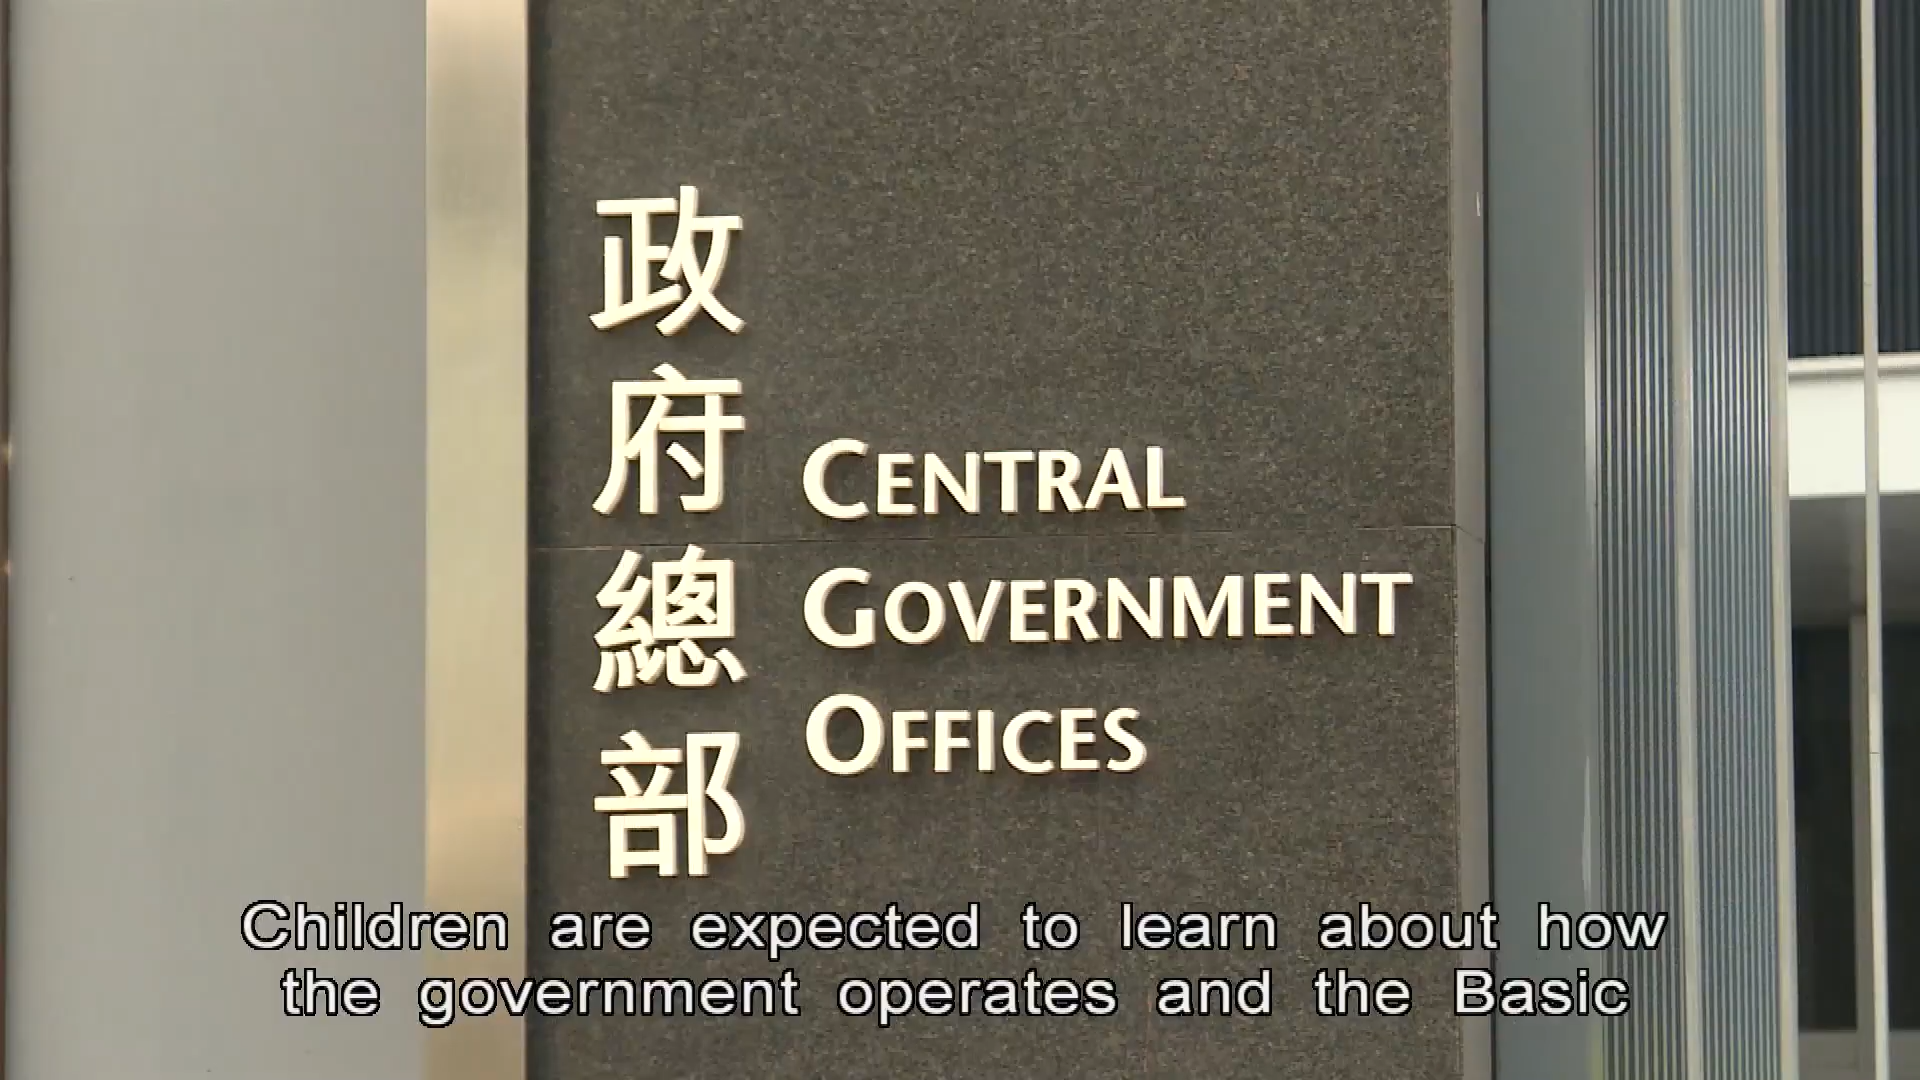 政府總部
CENTRAL
GOVERNMENT
OFFICES
Children are expected to learn about how
the government operates and the Basic